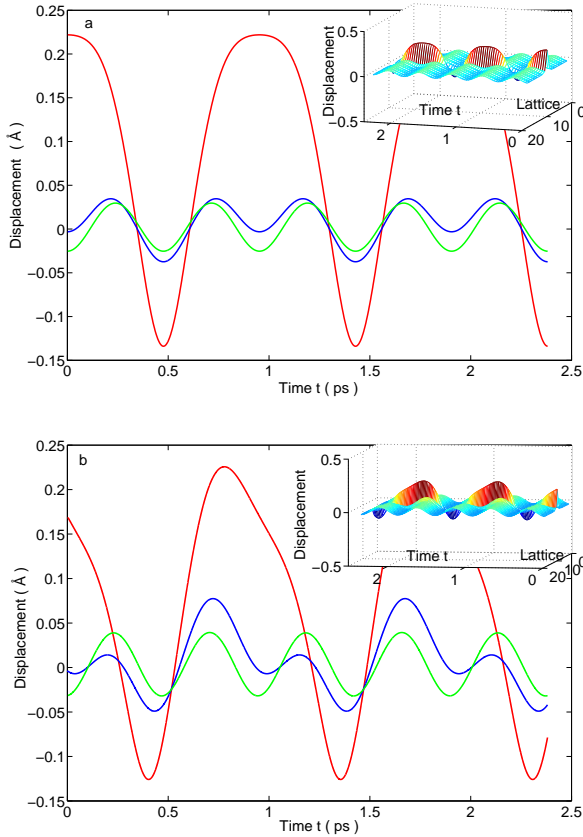 a
0.25
0.2
0.15
0.1
0.05
0
−0.05
−0.1
−0.15
Displacement ( Å )
0 0.5 1 1.5 2 2.5
Time t ( ps )
0.5
0
−0.5
Displacement
Time t
2 1 0
Lattice
20 10 0
b
0.25
0.2
0.15
0.1
0.05
0
−0.05
−0.1
−0.15
Displacement ( Å )
0 0.5 1 1.5 2 2.5
Time t ( ps )
0.5
0
−0.5
Displacement
Time t
2 1 0
Lattice
20 10 0